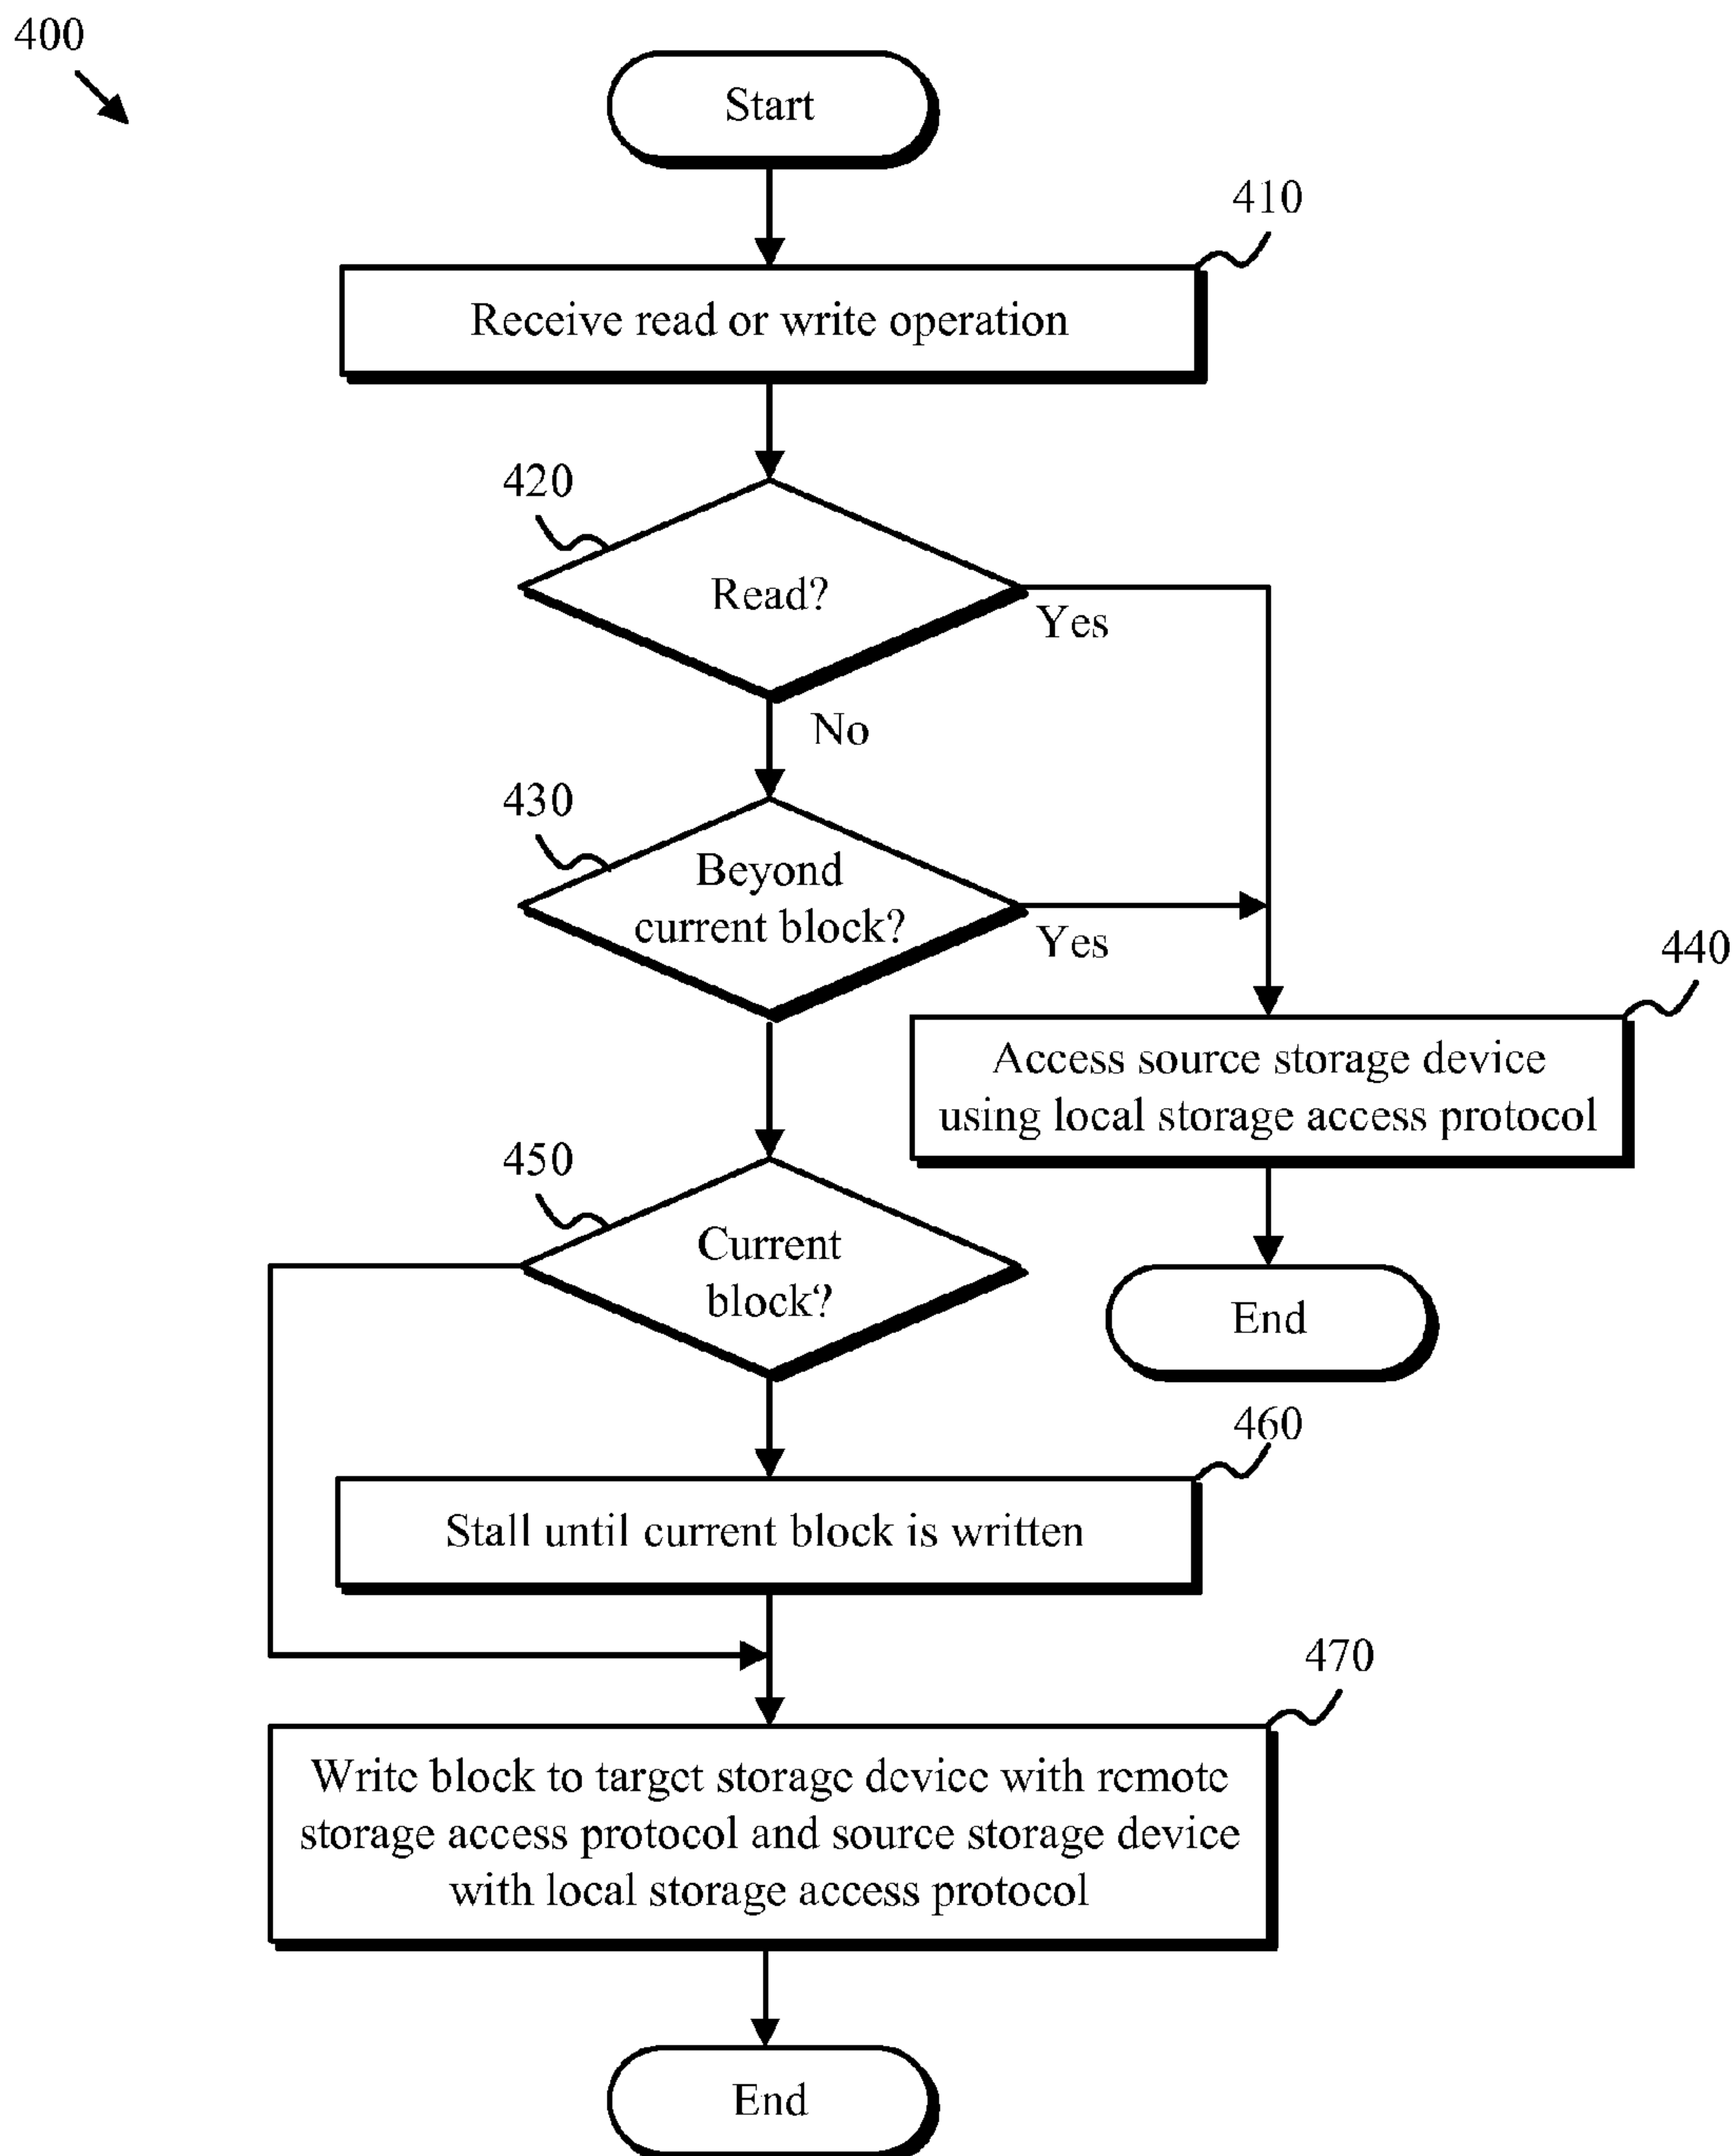 400
Start
410
Receive read or write operation
420
Read?
Yes
No
430
Beyond
current block?
Yes
440
Access source storage device
using local storage access protocol
450
Current
block?
End
460
Stall until current block is written
470
Write block to target storage device with remote
storage access protocol and source storage device
with local storage access protocol
End